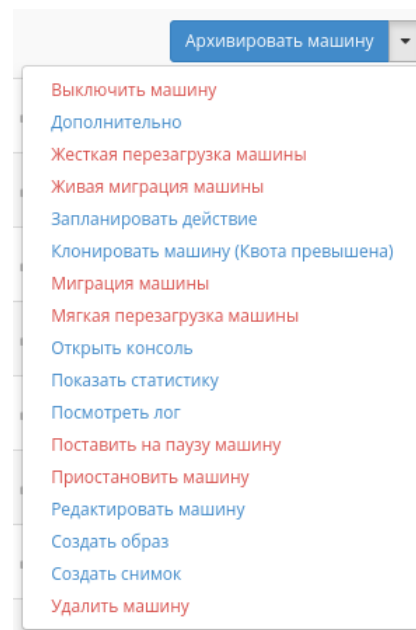 Архивировать машину
Выключить машину
Дополнительно
Жесткая перезагрузка машины
Живая миграция машины
Запланировать действие
Клонировать машину (Квота превышена)
Миграция машины
Мягкая перезагрузка машины
Открыть консоль
Показать статистику
Посмотреть лог
Поставить на паузу машину
Приостановить машину
Редактировать машину
Создать образ
Создать снимок
Удалить машину